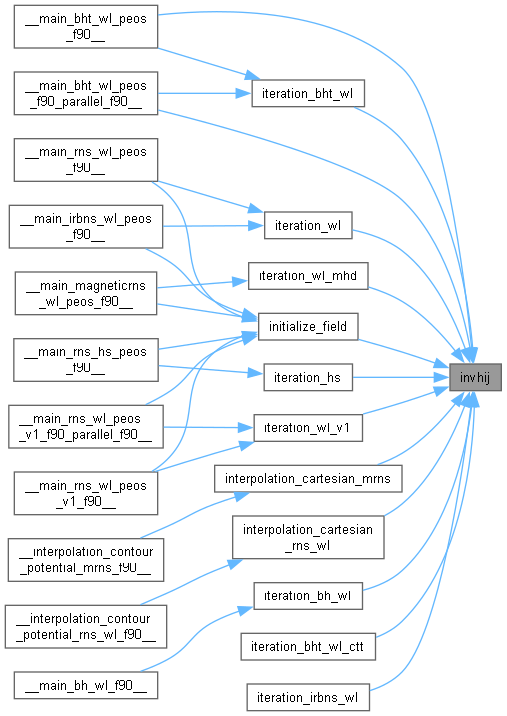 __main_bht_wl_peos
_f90__
__main_bht_wl_peos
_f90_parallel_f90__
iteration_bht_wl
__main_rns_wl_peos
_f90__
__main_irbns_wl_peos
_f90__
iteration_wl
__main_magneticrns
_wl_peos_f90__
iteration_wl_mhd
initialize_field
__main_rns_hs_peos
_f90__
iteration_hs
invhij
__main_rns_wl_peos
_v1_f90_parallel_f90__
iteration_wl_v1
__main_rns_wl_peos
_v1_f90__
interpolation_cartesian_mrns
interpolation_cartesian
_rns_wl
__interpolation_contour
_potential_mrns_f90__
iteration_bh_wl
__interpolation_contour
_potential_rns_wl_f90__
iteration_bht_wl_ctt
__main_bh_wl_f90__
iteration_irbns_wl